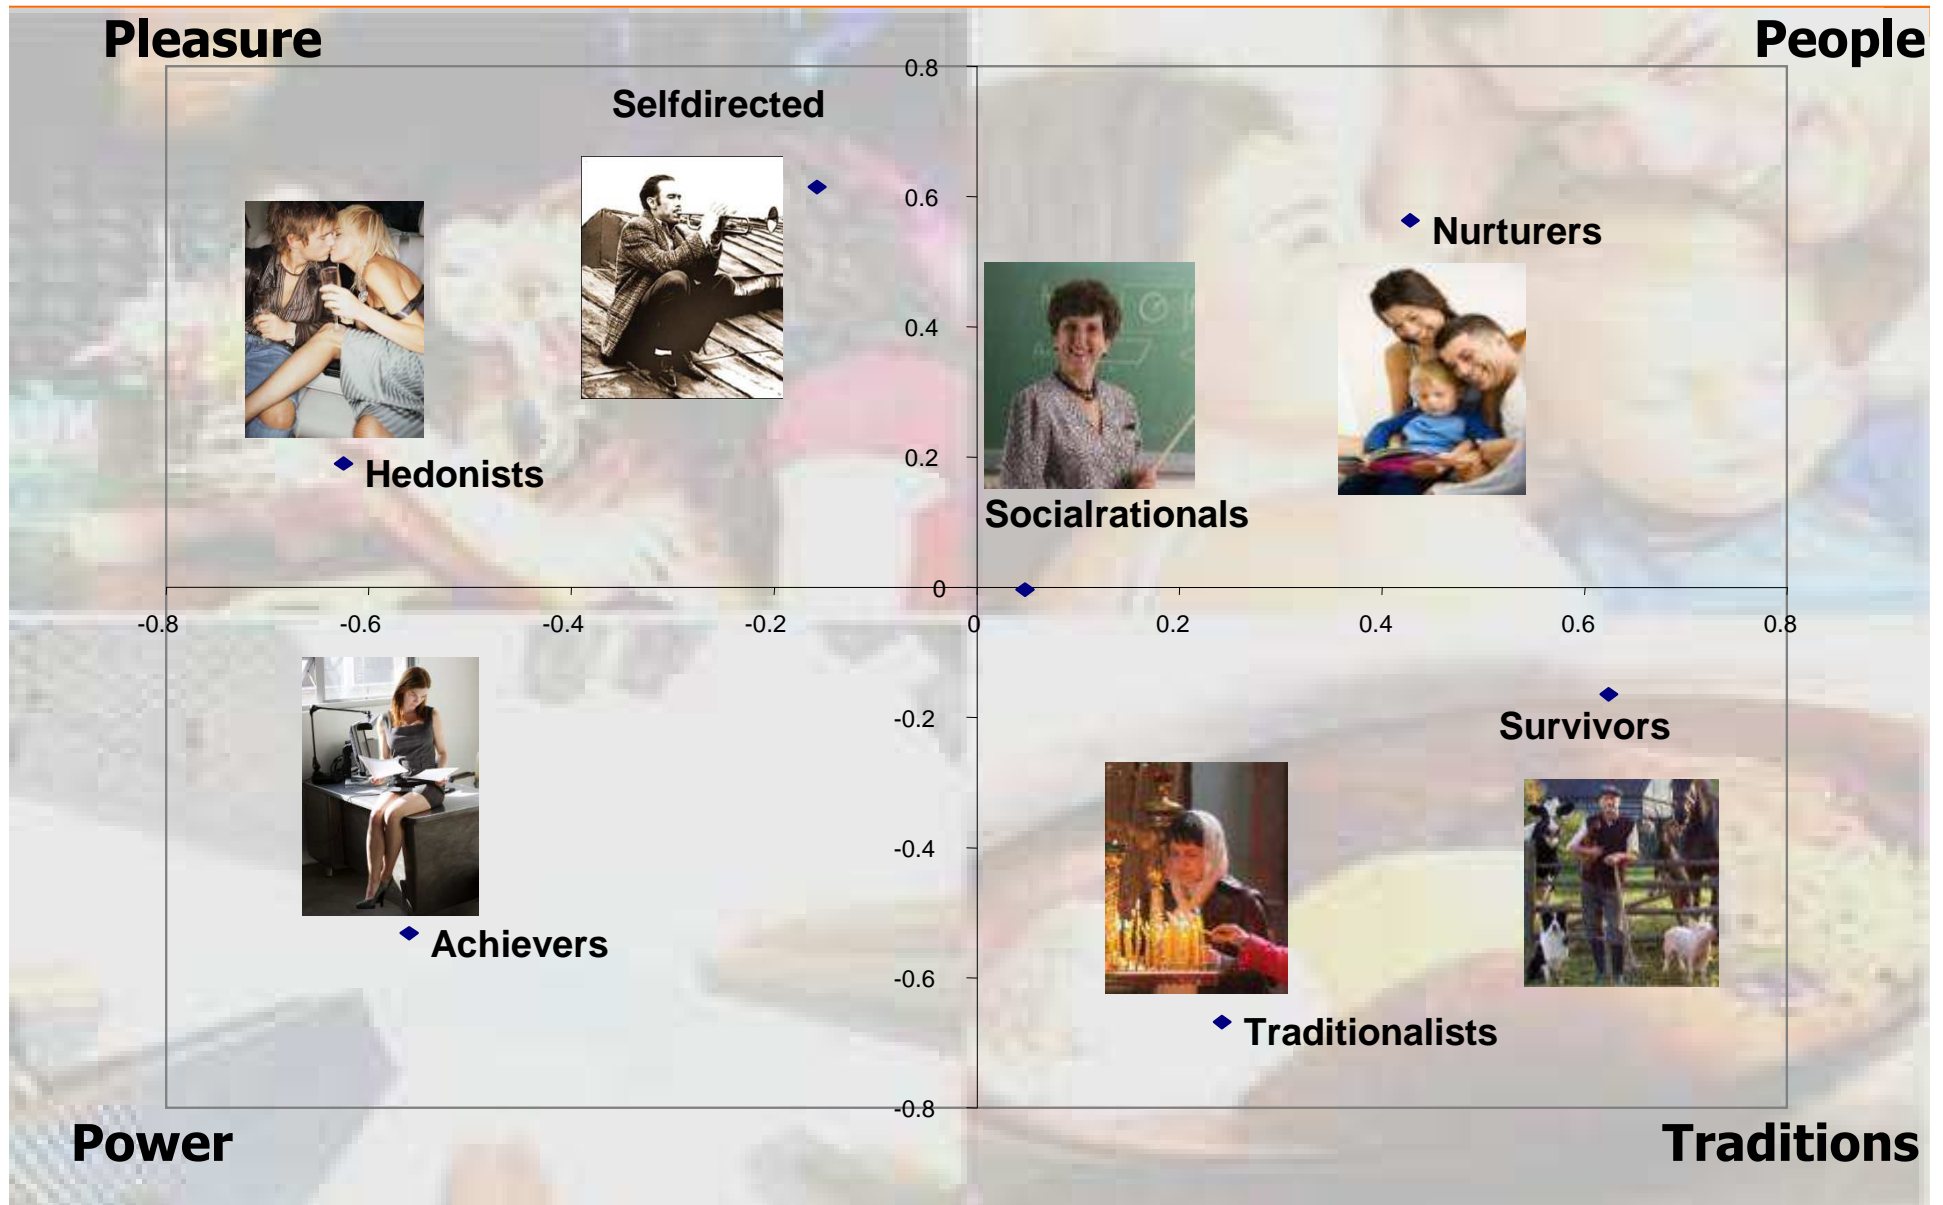 Pleasure
People
0.8
Selfdirected
0.6
Nurturers
0.4
0.2
Hedonists
Socialrationals
0
-0.8 -0.6 -0.4 -0.2 0 0.2 0.4 0.6 0.8
-0.2
Survivors
-0.4
Achievers
-0.6
Traditionalists
-0.8
Power
Traditions